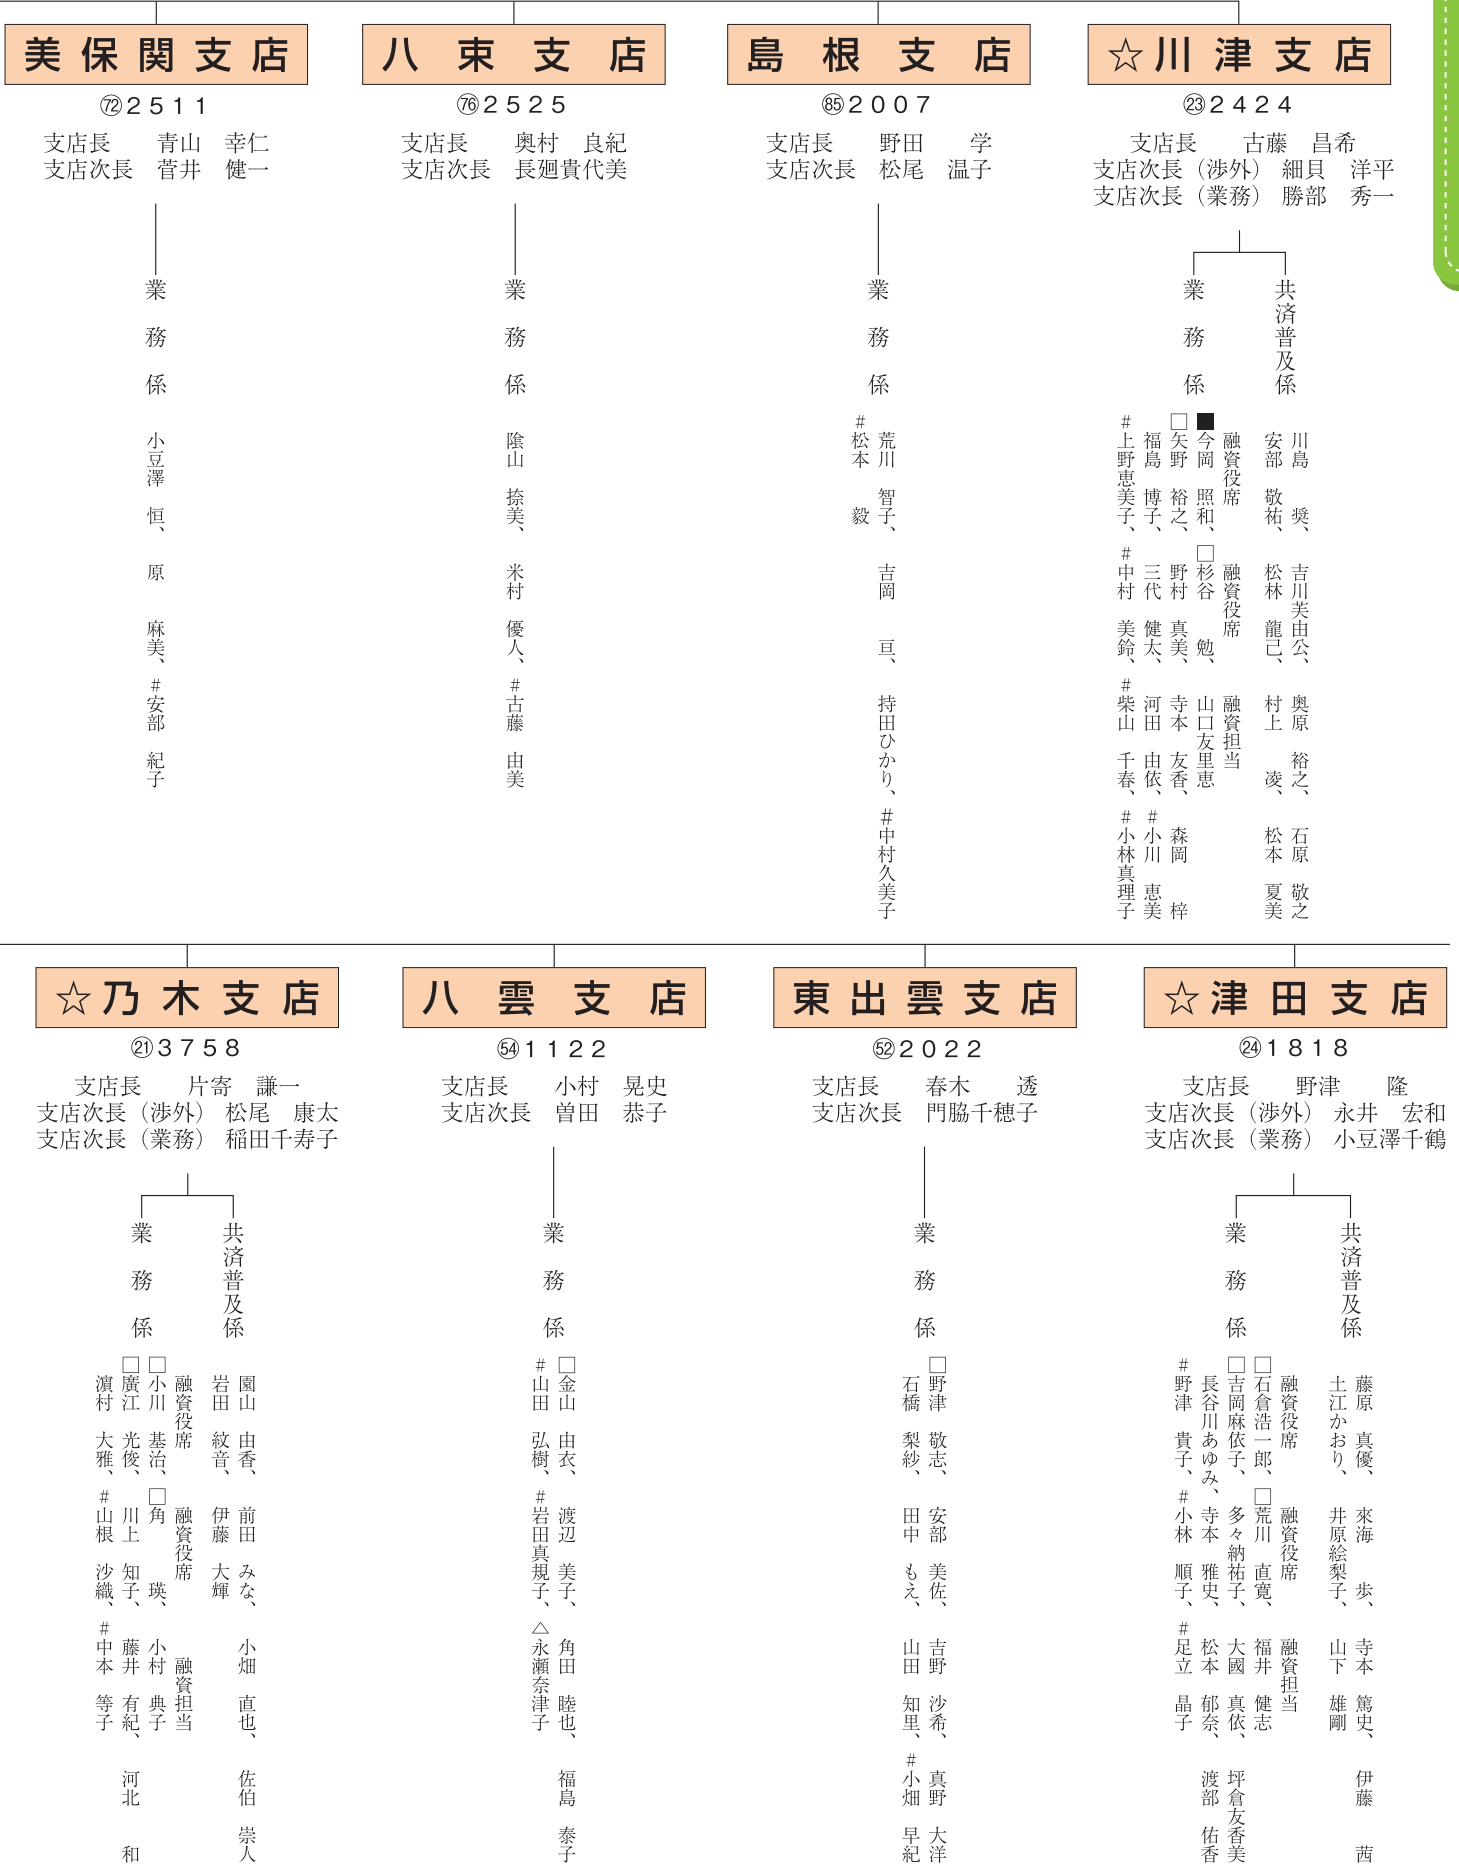 ☆川津支店
㉓2424
支店長　古藤　昌希
支店次長（渉外）細貝　洋平
支店次長（業務）勝部　秀一
共済普及係
川島　奨、吉川芙由公、奥原　裕之、石原　敬之
安部　敬祐、松林　龍己、村上　凌、松本　夏美
業務係
融資役席　融資役席　融資担当
■今岡　照和、□杉谷　勉、山口友里恵
□矢野　裕之、野村　真美、寺本　友香、森岡　梓
福島　博子、三代　健太、河田　由依、#小川　恵美
#上野恵美子、#中村　美鈴、#柴山　千春、#小林真理子
島根支店
85 2007
支店長　野田　学
支店次長　松尾　温子
業務係
荒川　智子、吉岡　亘、持田ひかり、#中村久美子
#松本　毅
八束支店
76 2525
支店長　奥村　良紀
支店次長　長廻貴代美
業務係
陰山　捺美、米村　優人、#古藤　由美
美保関支店
72 2511
支店長　青山　幸仁
支店次長　菅井　健一
業務係
小豆澤　恒、原　麻美、#安部　紀子
☆津田支店
㉔1818
支店長　野津　隆
支店次長（渉外）永井　宏和
支店次長（業務）小豆澤千鶴
共済普及係
藤原　真優、來海　歩、寺本　篤史、伊藤　茜
土江かおり、井原絵梨子、山下　雄剛
業務係
融資役席　融資役席　融資担当
□石倉浩一郎、□荒川　直寛、福井　健志
□吉岡麻依子、多々納祐子、大國　真依、坪倉友香美
長谷川あゆみ、寺本　雅史、松本　郁奈、渡部　佑香
#野津　貴子、#小林　順子、#足立　晶子
東出雲支店
52 2022
支店長　春木　透
支店次長　門脇千穂子
業務係
□野津　敬志、安部　美佐、吉野　沙希、真野　大洋
石橋　梨紗、田中　もえ、山田　知里、#小畑　早紀
八雲支店
54 1122
支店長　小村　晃史
支店次長　曽田　恭子
業務係
□金山　由衣、渡辺　美子、角田　睦也、福島　泰子
#山田　弘樹、#岩田真規子、△永瀬奈津子
☆乃木支店
㉑3758
支店長　片寄　謙一
支店次長（渉外）松尾　康太
支店次長（業務）稲田千寿子
共済普及係
園山　由香、前田　みな、小畑　直也、佐伯　崇人
岩田　紋音、伊藤　大輝
業務係
融資役席　融資役席　融資担当
□小川　基治、□角　瑛、小村　典子
□廣江　光俊、川上　知子、藤井　有紀、河北　和
濵村　大雅、#山根　沙織、#中本　等子